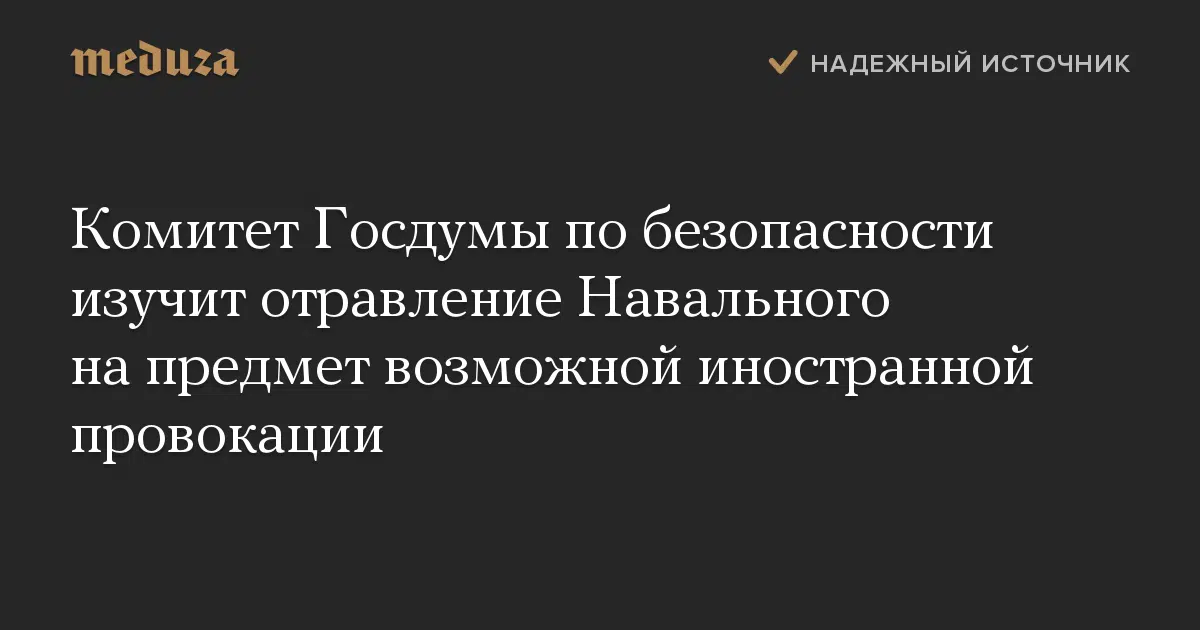 meduza
НАДЕЖНЫЙ ИСТОЧНИК
Комитет Госдумы по безопасности
изучит отравление Навального
на предмет возможной иностранной
провокации